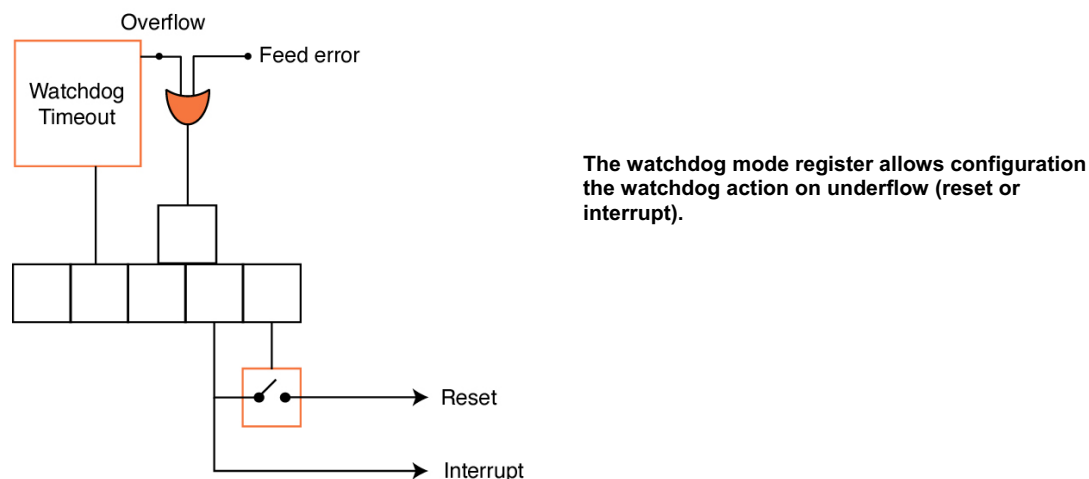 Overflow
Feed error
Watchdog
Timeout
The watchdog mode register allows configuration
the watchdog action on underflow (reset or
interrupt).
Reset
Interrupt